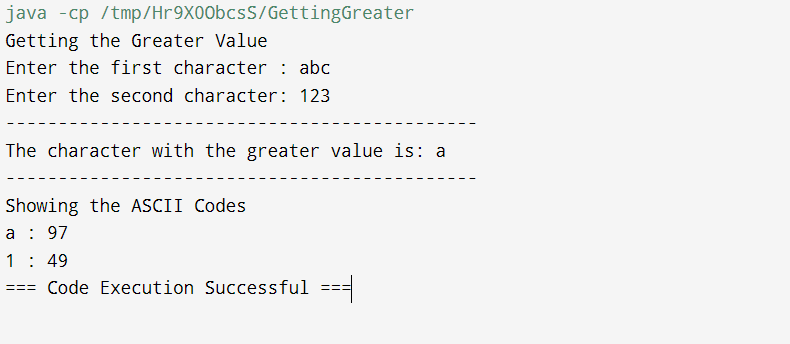 java -cp /tmp/Hr9X0ObcsS/GettingGreater
Getting the Greater Value
Enter the first character : abc
Enter the second character: 123
---------------------------------------------
The character with the greater value is: a
---------------------------------------------
Showing the ASCII Codes
a : 97
1 : 49
=== Code Execution Successful ===